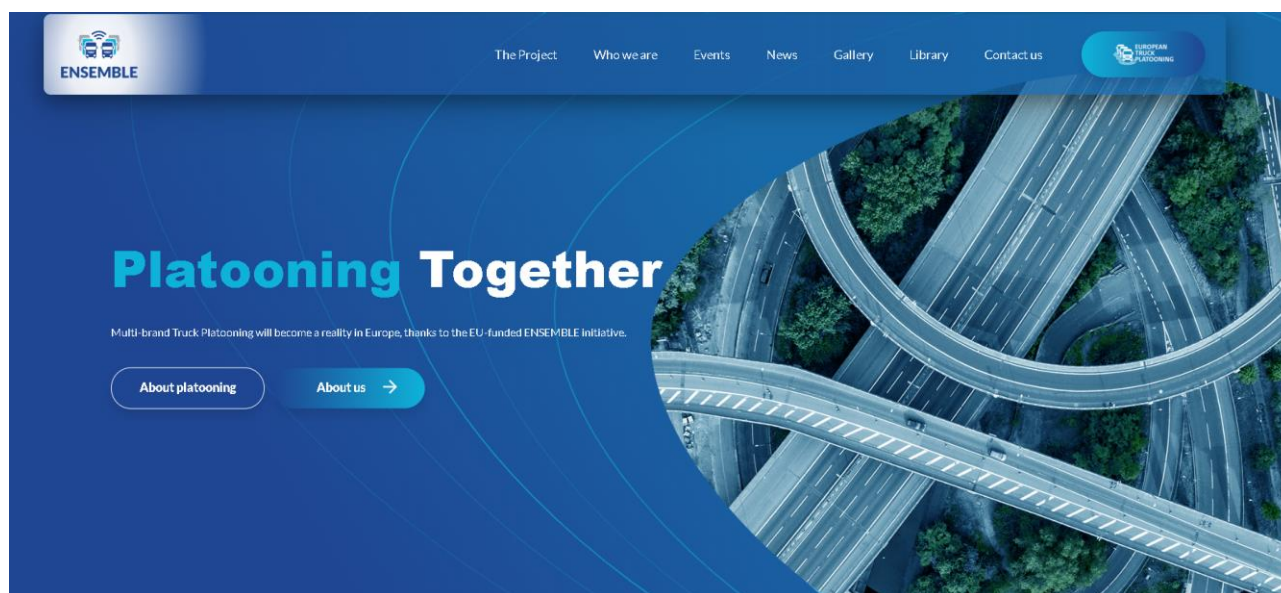 ENSEMBLE
The Project
Who we are
Events
News
Gallery
Library
Contact us
EUROPEAN
TRUCK
PLATOONING
Platooning Together
Multi-brand Truck Platooning will become a reality in Europe, thanks to the EU-funded ENSEMBLE initiative.
About platooning
About us